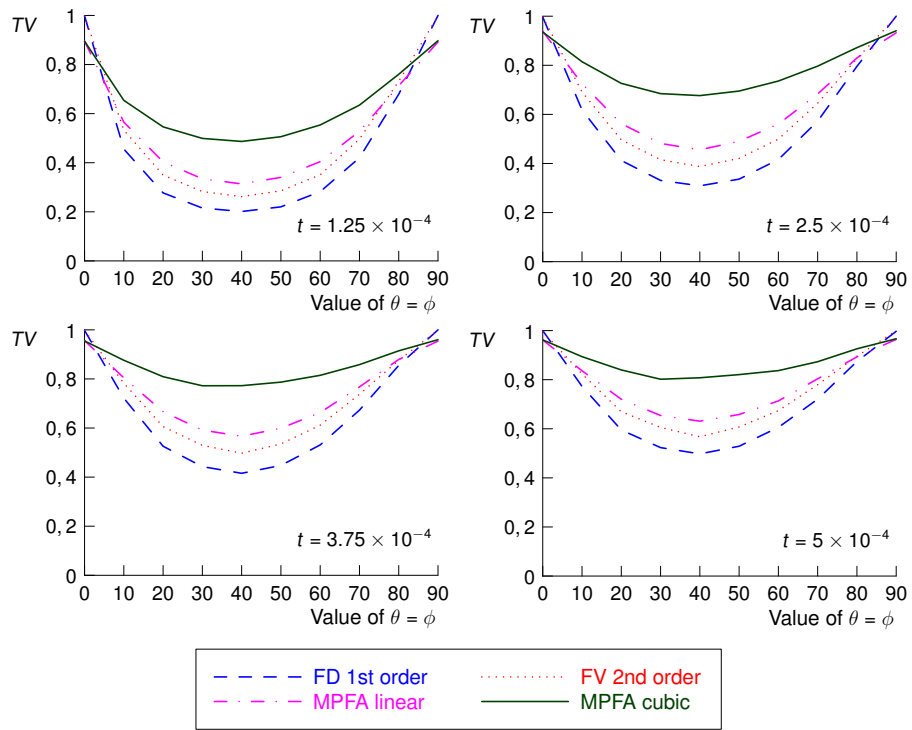 TV
1
0,8
0,6
0,4
0,2
0
0 10 20 30 40 50 60 70 80 90
t = 1.25 × 10⁻⁴
Value of θ = ϕ
TV
1
0,8
0,6
0,4
0,2
0
0 10 20 30 40 50 60 70 80 90
t = 2.5 × 10⁻⁴
Value of θ = ϕ
TV
1
0,8
0,6
0,4
0,2
0
0 10 20 30 40 50 60 70 80 90
t = 3.75 × 10⁻⁴
Value of θ = ϕ
TV
1
0,8
0,6
0,4
0,2
0
0 10 20 30 40 50 60 70 80 90
t = 5 × 10⁻⁴
Value of θ = ϕ
FD 1st order
FV 2nd order
MPFA linear
MPFA cubic